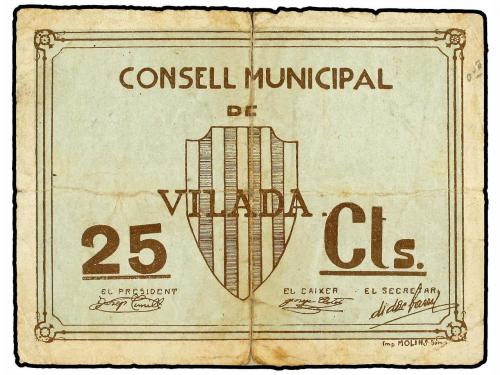 CONSELL MUNICIPAL
DE
VILADA.
25 Cts.
EL PRESIDENT EL CAIXER EL SECRETARI
Imp. MOLINS